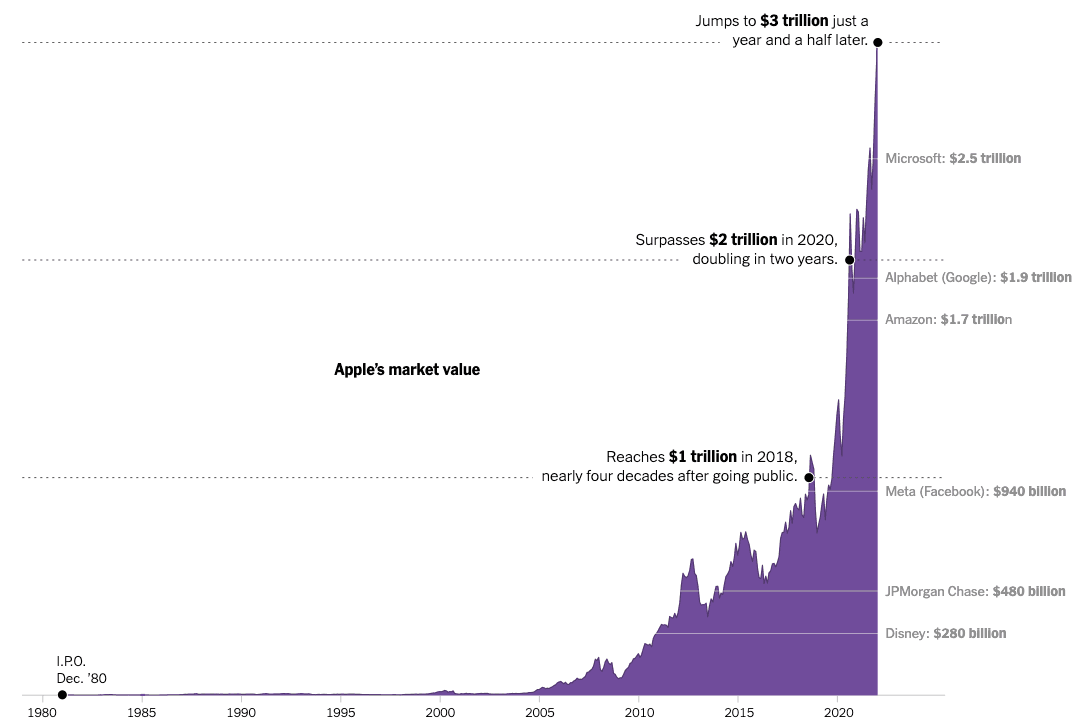 Jumps to $3 trillion just a
year and a half later.
Microsoft: $2.5 trillion
Surpasses $2 trillion in 2020,
doubling in two years.
Alphabet (Google): $1.9 trillion
Amazon: $1.7 trillion
Apple’s market value
Reaches $1 trillion in 2018,
nearly four decades after going public.
Meta (Facebook): $940 billion
JPMorgan Chase: $480 billion
Disney: $280 billion
I.P.O.
Dec. ’80
1980 1985 1990 1995 2000 2005 2010 2015 2020